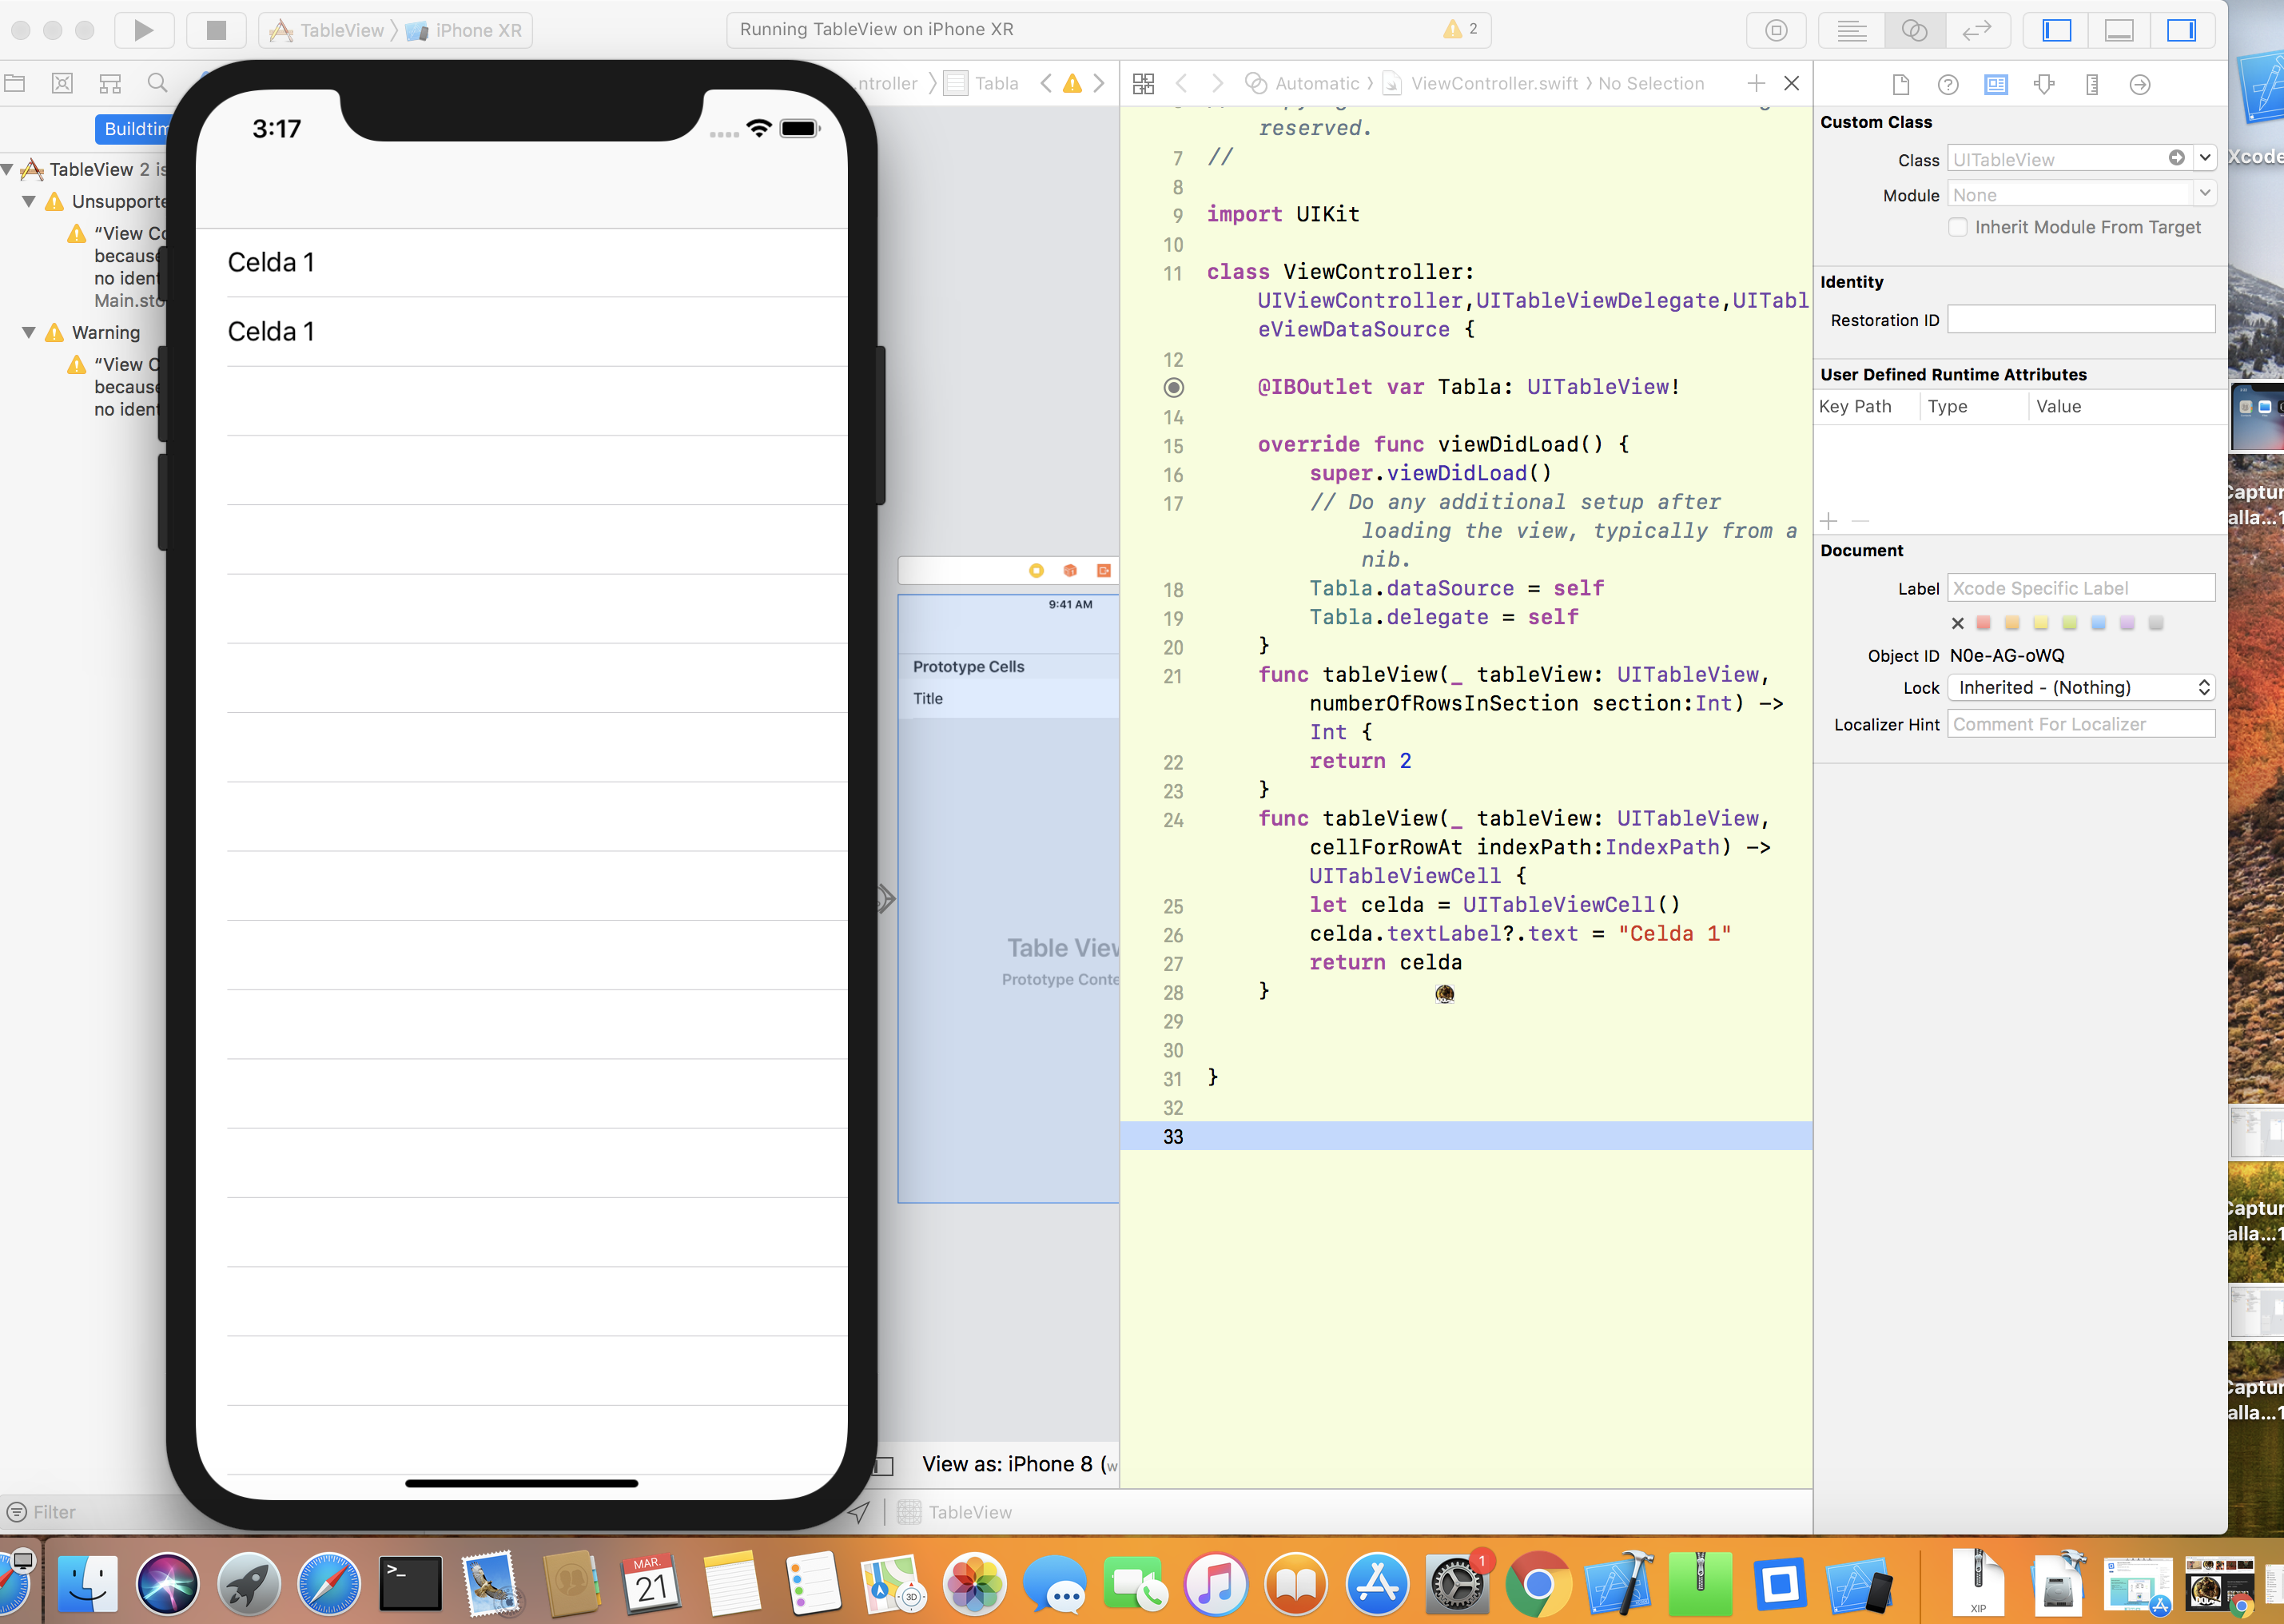 TableView
iPhone XR
Running TableView on iPhone XR
2
Buildtim
TableView 2 is
Unsupporte
“View Co
because
no ident
Main.sto
Warning
“View C
because
no ident
Filter
3:17
Celda 1
Celda 1
ntroller
Tabla
9:41 AM
Prototype Cells
Title
Table View
Prototype Conte
View as: iPhone 8 (w
TableView
Automatic
ViewController.swift
No Selection
reserved.
7 //
8
9 import UIKit
10
11 class ViewController:
UIViewController,UITableViewDelegate,UITabl
eViewDataSource {
12
@IBOutlet var Tabla: UITableView!
14
15 override func viewDidLoad() {
16 super.viewDidLoad()
17 // Do any additional setup after
loading the view, typically from a
nib.
18 Tabla.dataSource = self
19 Tabla.delegate = self
20 }
21 func tableView(_ tableView: UITableView,
numberOfRowsInSection section:Int) ->
Int {
22 return 2
23 }
24 func tableView(_ tableView: UITableView,
cellForRowAt indexPath:IndexPath) ->
UITableViewCell {
25 let celda = UITableViewCell()
26 celda.textLabel?.text = "Celda 1"
27 return celda
28 }
29
30
31 }
32
33
Custom Class
Class UITableView
Module None
Inherit Module From Target
Identity
Restoration ID
User Defined Runtime Attributes
Key Path Type Value
Document
Label Xcode Specific Label
Object ID N0e-AG-oWQ
Lock Inherited - (Nothing)
Localizer Hint Comment For Localizer
Xcode
Captur
alla...1
Captur
alla...1
Captur
alla...1
MAR.
21
3D
1
XIP